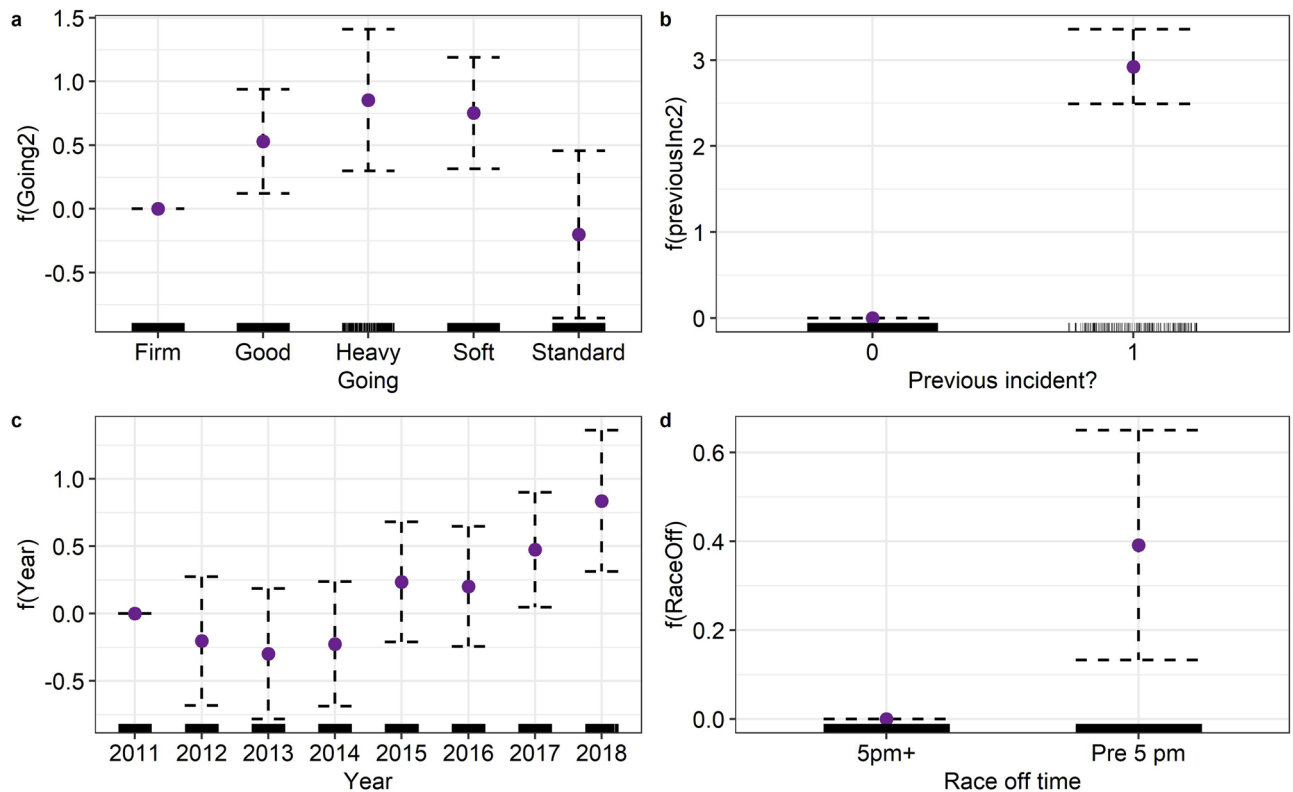 a
1.5
1.0
0.5
0.0
-0.5
f(Going2)
Firm Good Heavy Soft Standard
Going
b
3
2
1
0
f(previousInc2)
0 1
Previous incident?
c
1.0
0.5
0.0
-0.5
f(Year)
2011 2012 2013 2014 2015 2016 2017 2018
Year
d
0.6
0.4
0.2
0.0
f(RaceOff)
5pm+ Pre 5 pm
Race off time